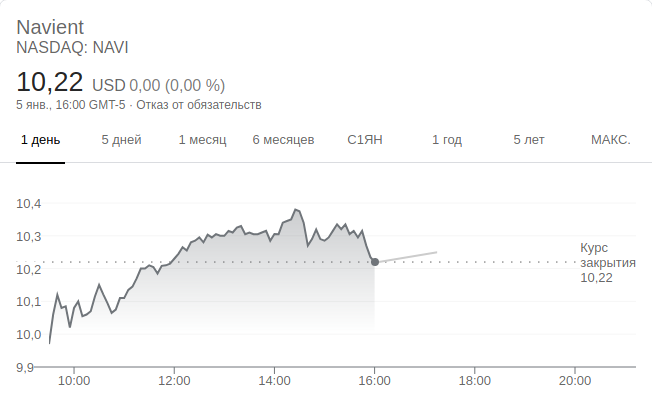 Navient
NASDAQ: NAVI
10,22 USD 0,00 (0,00 %)
5 янв., 16:00 GMT-5 · Отказ от обязательств
1 день 5 дней 1 месяц 6 месяцев С1ЯН 1 год 5 лет МАКС.
10,4
10,3
10,2
10,1
10,0
9,9
Курс
закрытия
10,22
10:00 12:00 14:00 16:00 18:00 20:00